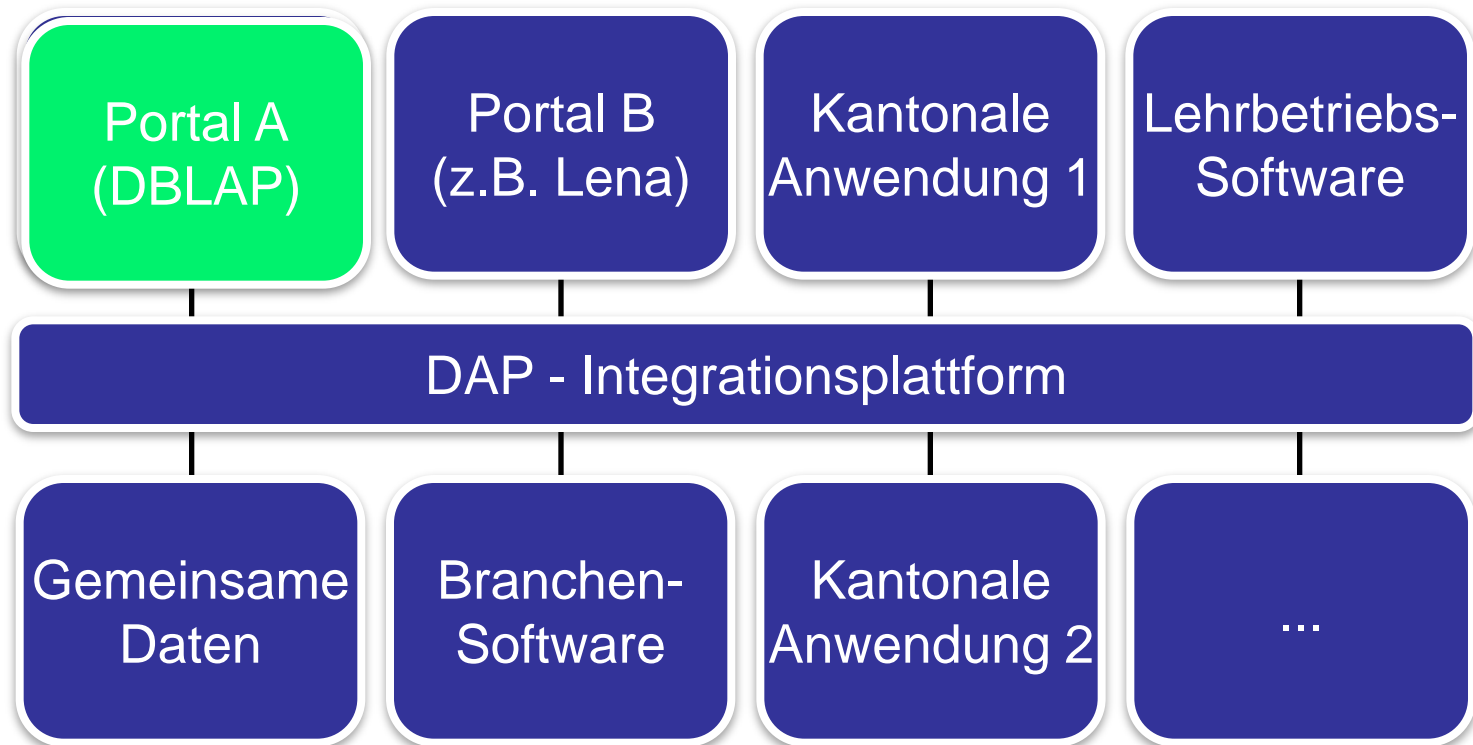 Portal A
(DBLAP)
Portal B
(z.B. Lena)
Kantonale
Anwendung 1
Lehrbetriebs-
Software
DAP - Integrationsplattform
Gemeinsame
Daten
Branchen-
Software
Kantonale
Anwendung 2
...